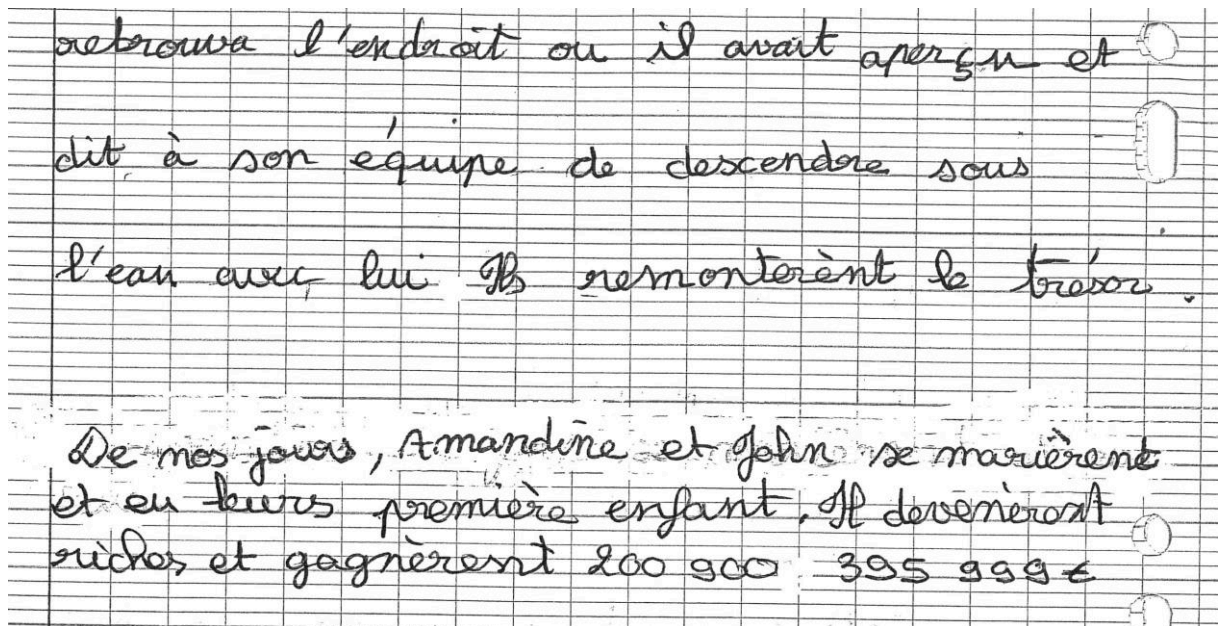 retrouva l'endroit ou il avait aperçu et
dit à son équipe de descendre sous
l'eau avec lui Ils remontèrènt le trésor.
De nos jours, Amandine et John se marièrent
et eu leurs première enfant. Il devenèront
riches et gagnèrent 200 900 395 999€